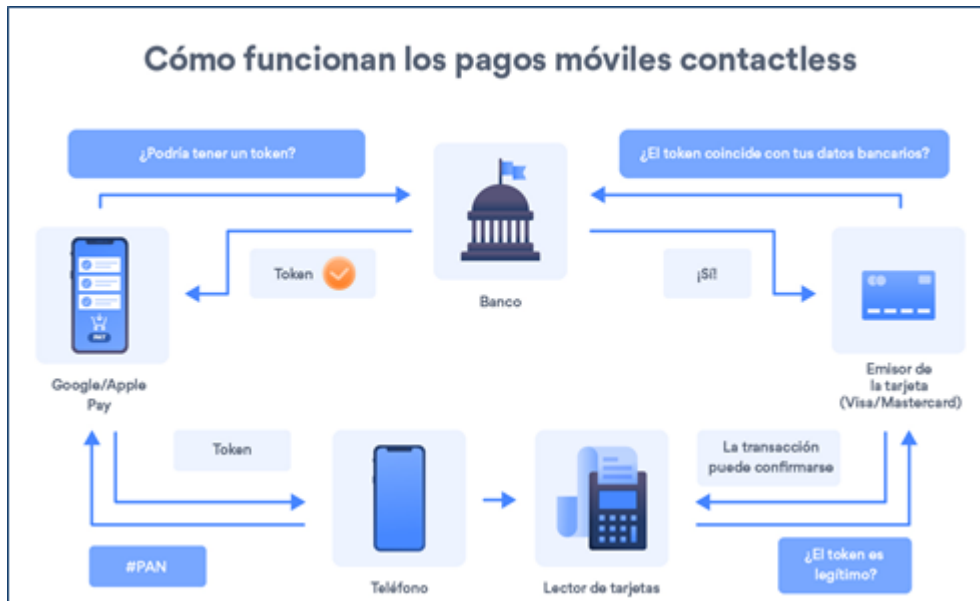 Cómo funcionan los pagos móviles contactless
¿Podría tener un token?
¿El token coincide con tus datos bancarios?
Token
¡Sí!
Banco
PAY
Google/Apple
Pay
Emisor de
la tarjeta
(Visa/Mastercard)
Token
La transacción
puede confirmarse
#PAN
Teléfono
Lector de tarjetas
¿El token es
legítimo?